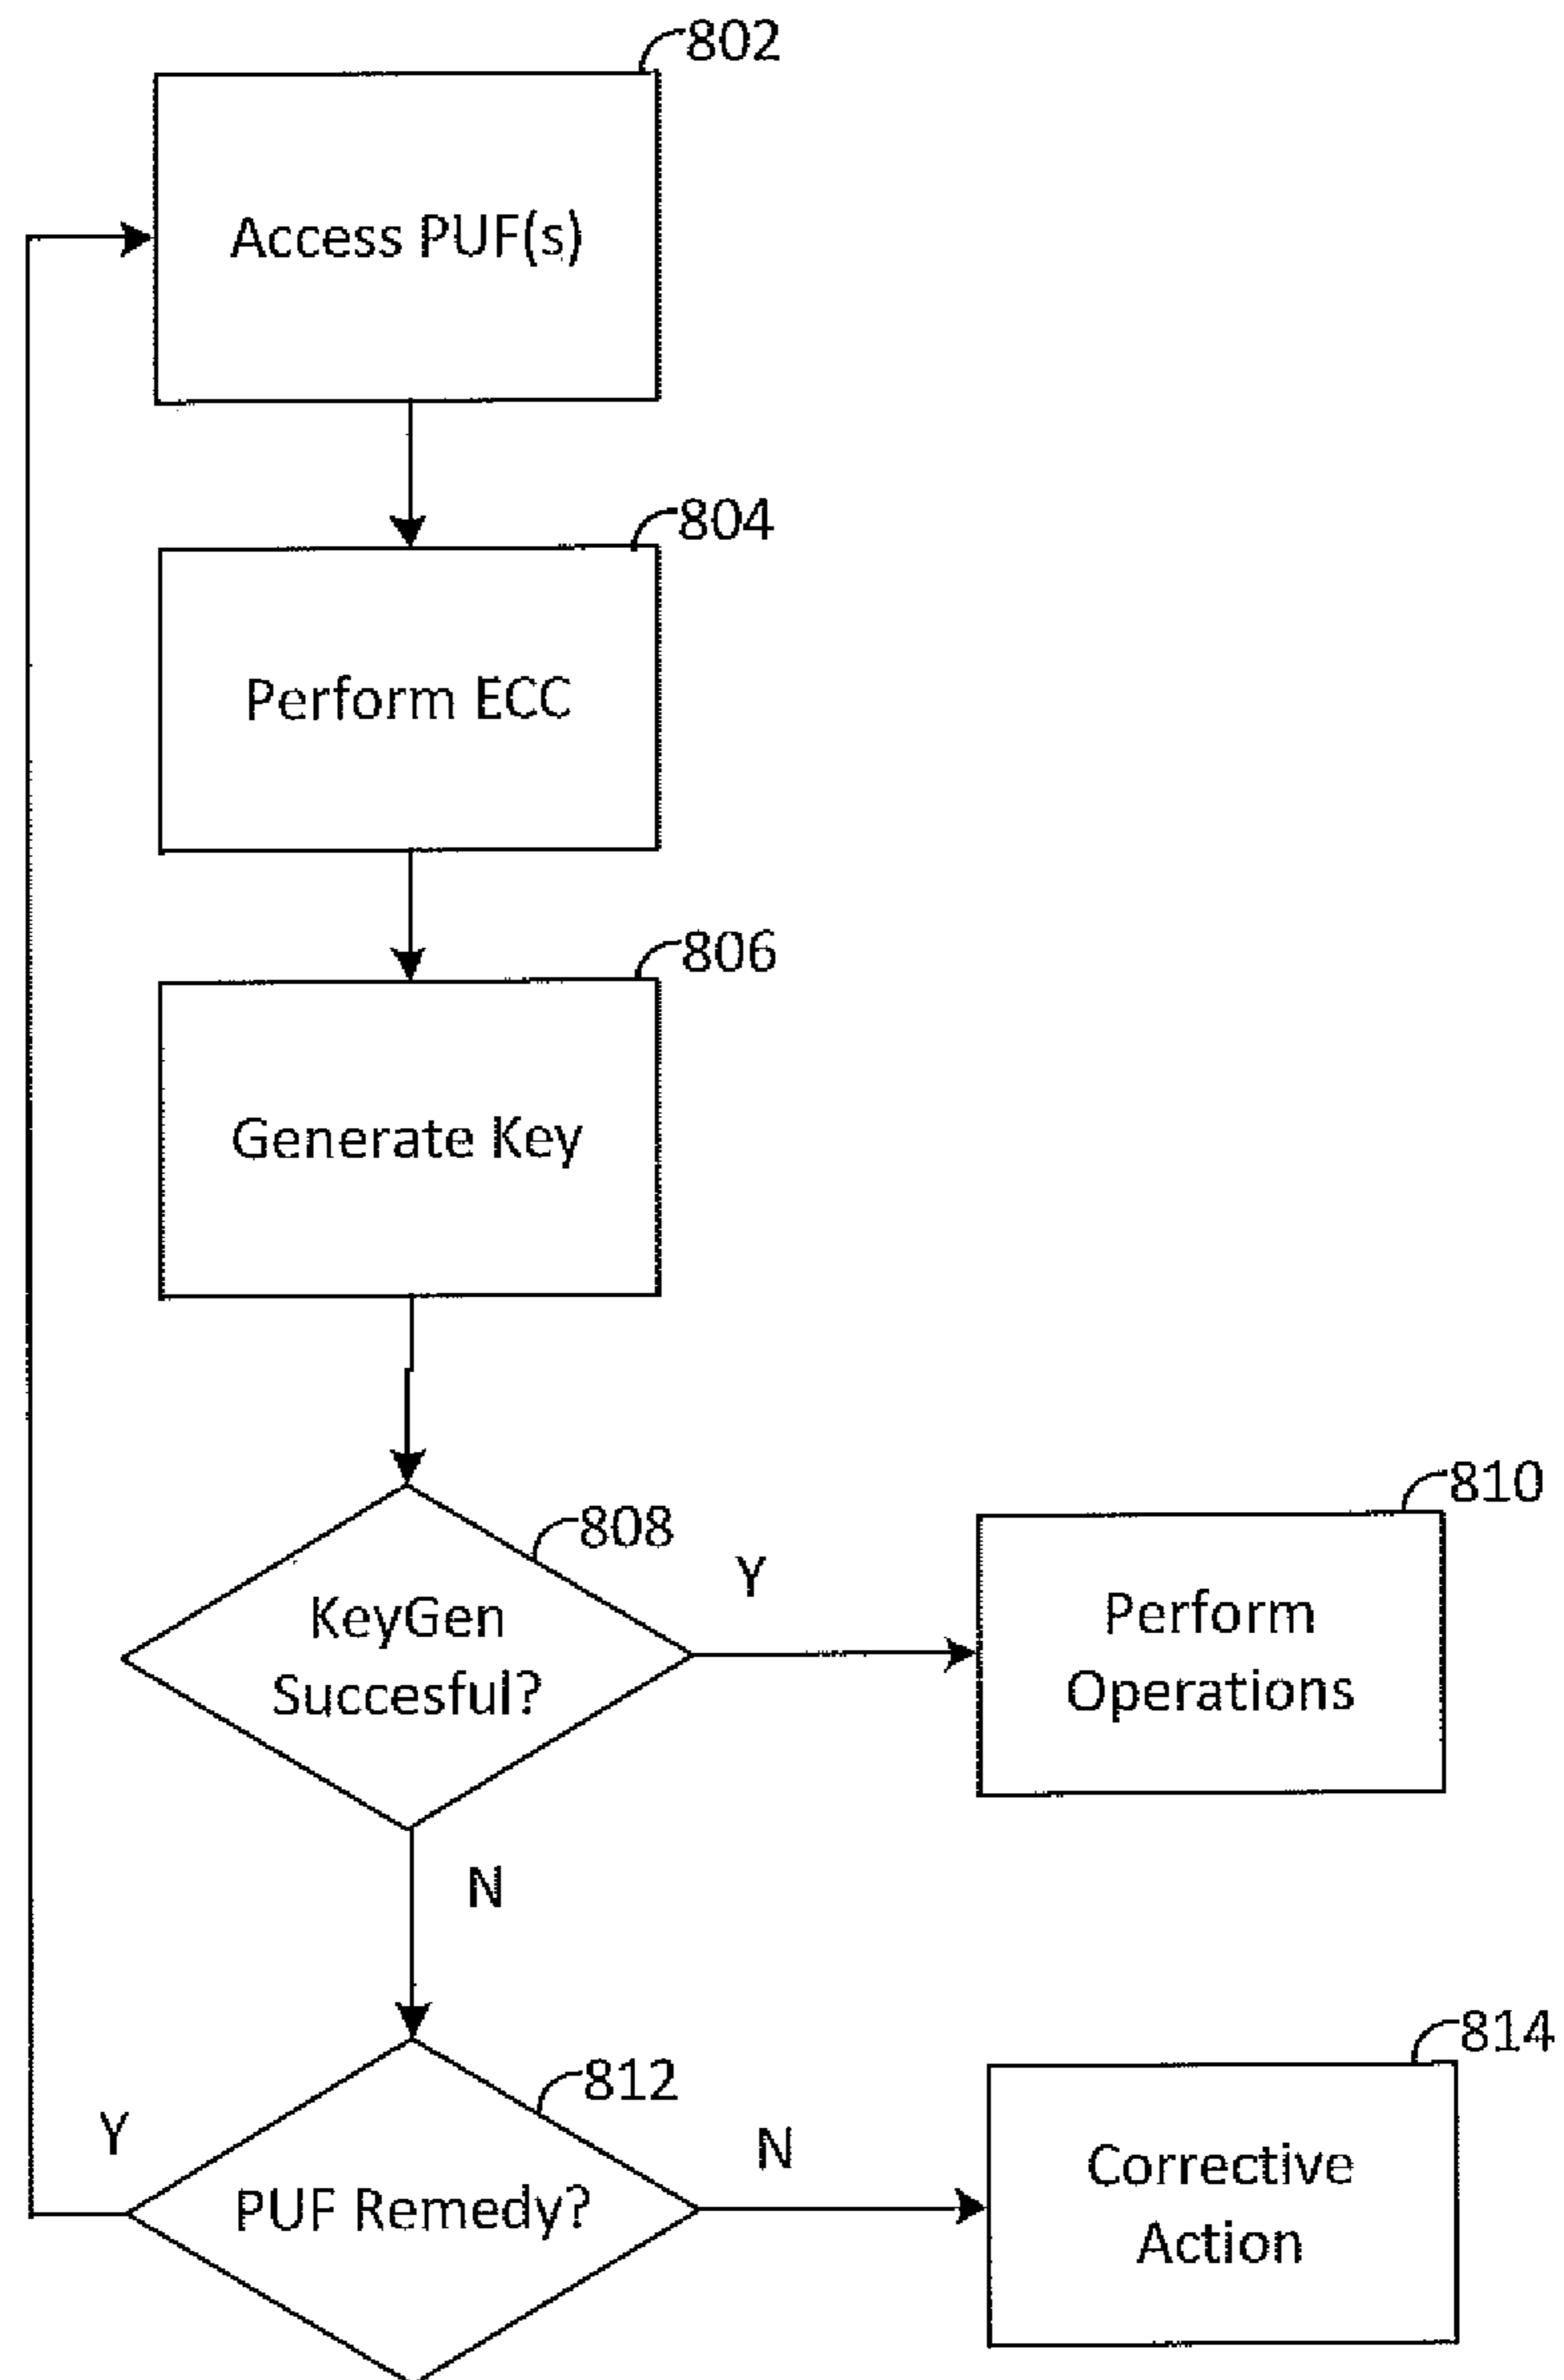 802
Access PUF(s)
804
Perform ECC
806
Generate Key
808
KeyGen
Succesful?
Y
810
Perform
Operations
N
812
PUF Remedy?
Y
N
814
Corrective
Action